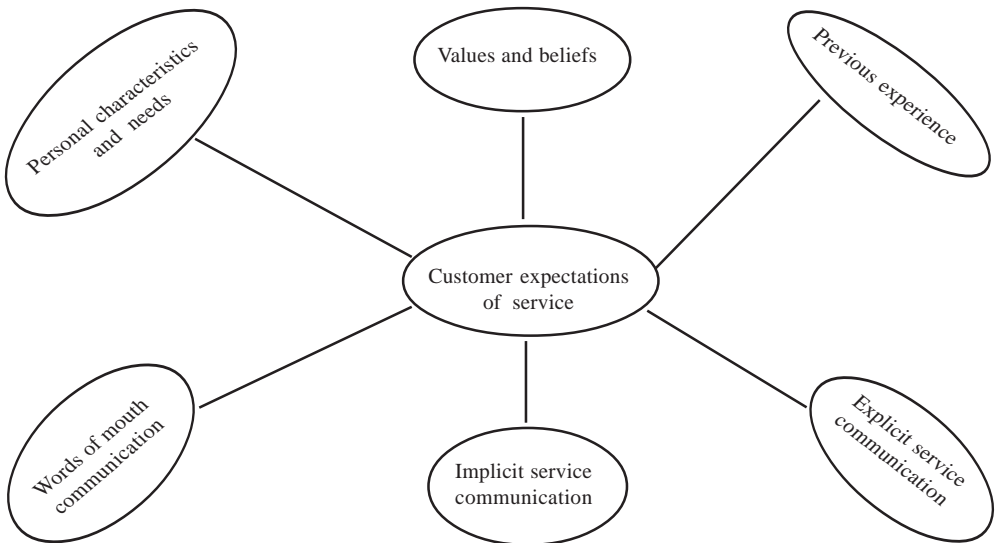 Personal characteristics
and needs
Values and beliefs
Previous experience
Customer expectations
of service
Words of mouth
communication
Implicit service
communication
Explicit service
communication